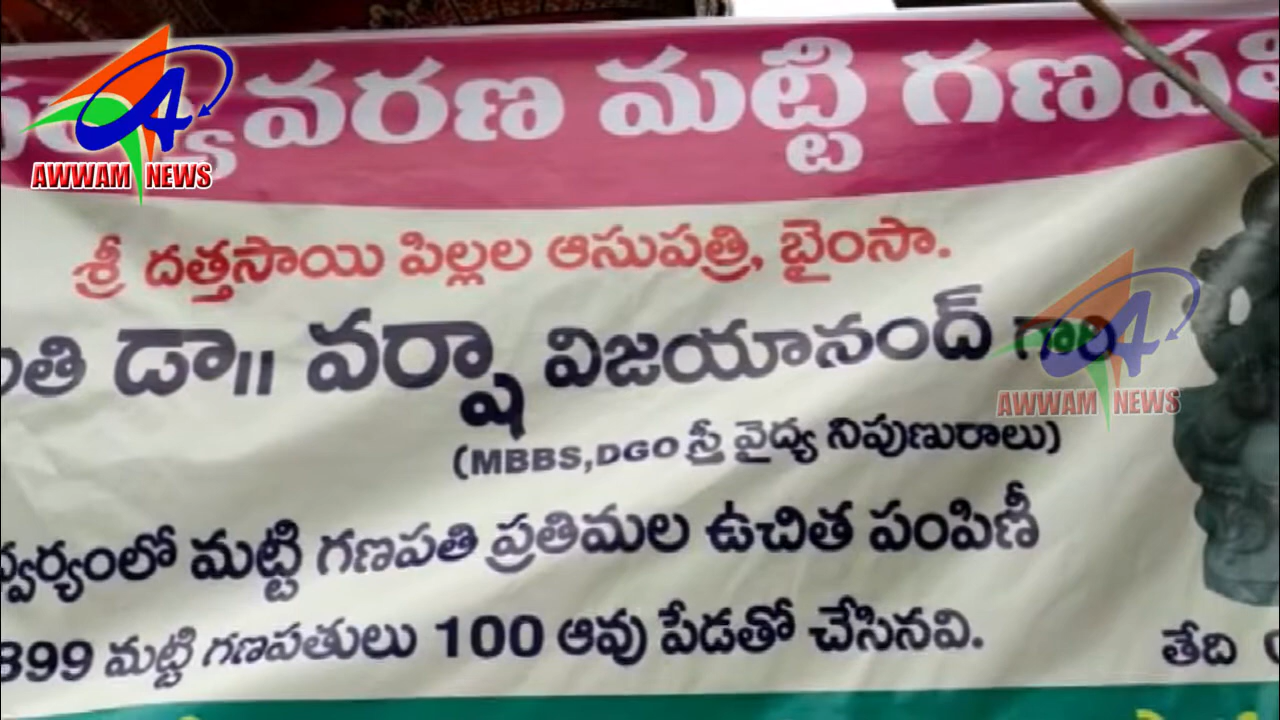 AWWAM NEWS
వరణ మట్టి గణపతి
శ్రీ దత్తసాయి పిల్లల ఆసుపత్రి, బైంసా.
డా॥ వర్షా విజయానంద్ గారి
AWWAM NEWS
(MBBS,DGO స్త్రీ వైద్య నిపుణురాలు)
మట్టి గణపతి ప్రతిమల ఉచిత పంపిణీ
899 మట్టి గణపతులు 100 ఆవు పేడతో చేసినవి.
తేది